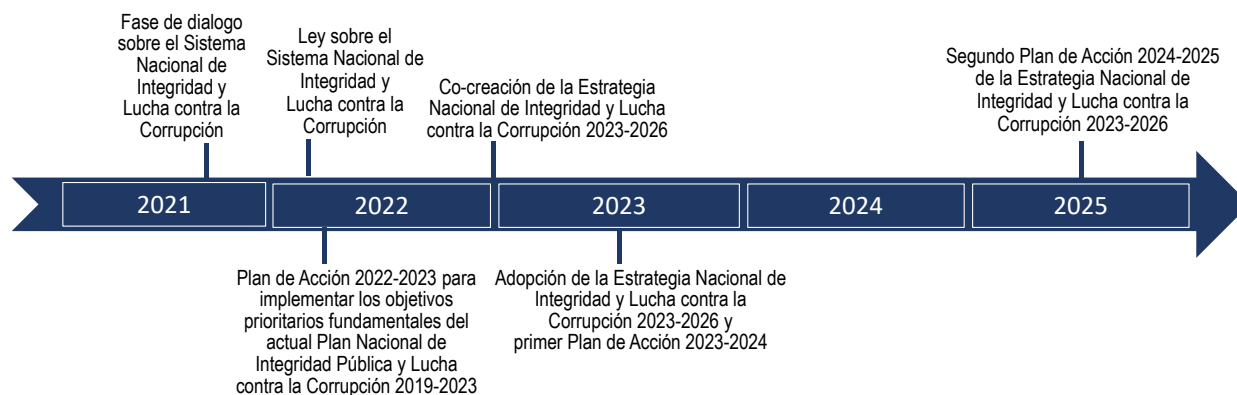 Fase de dialogo
sobre el Sistema
Nacional de
Integridad y
Lucha contra la
Corrupción
Ley sobre el
Sistema Nacional de
Integridad y
Lucha contra la
Corrupción
Co-creación de la Estrategia
Nacional de Integridad y Lucha
contra la Corrupción 2023-2026
Segundo Plan de Acción 2024-2025
de la Estrategia Nacional de
Integridad y Lucha contra la
Corrupción 2023-2026
2021
2022
2023
2024
2025
Plan de Acción 2022-2023 para
implementar los objetivos
prioritarios fundamentales del
actual Plan Nacional de
Integridad Pública y Lucha
contra la Corrupción 2019-2023
Adopción de la Estrategia Nacional de
Integridad y Lucha contra la
Corrupción 2023-2026 y
primer Plan de Acción 2023-2024